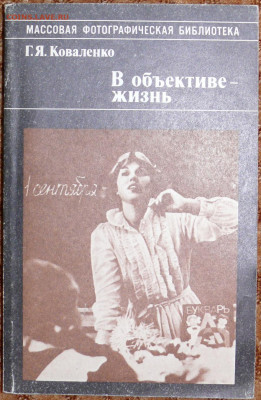 МАССОВАЯ ФОТОГРАФИЧЕСКАЯ БИБЛИОТЕКА
Г.Я. Коваленко
В объективе –
жизнь
1 сентября
БУКВАРЬ